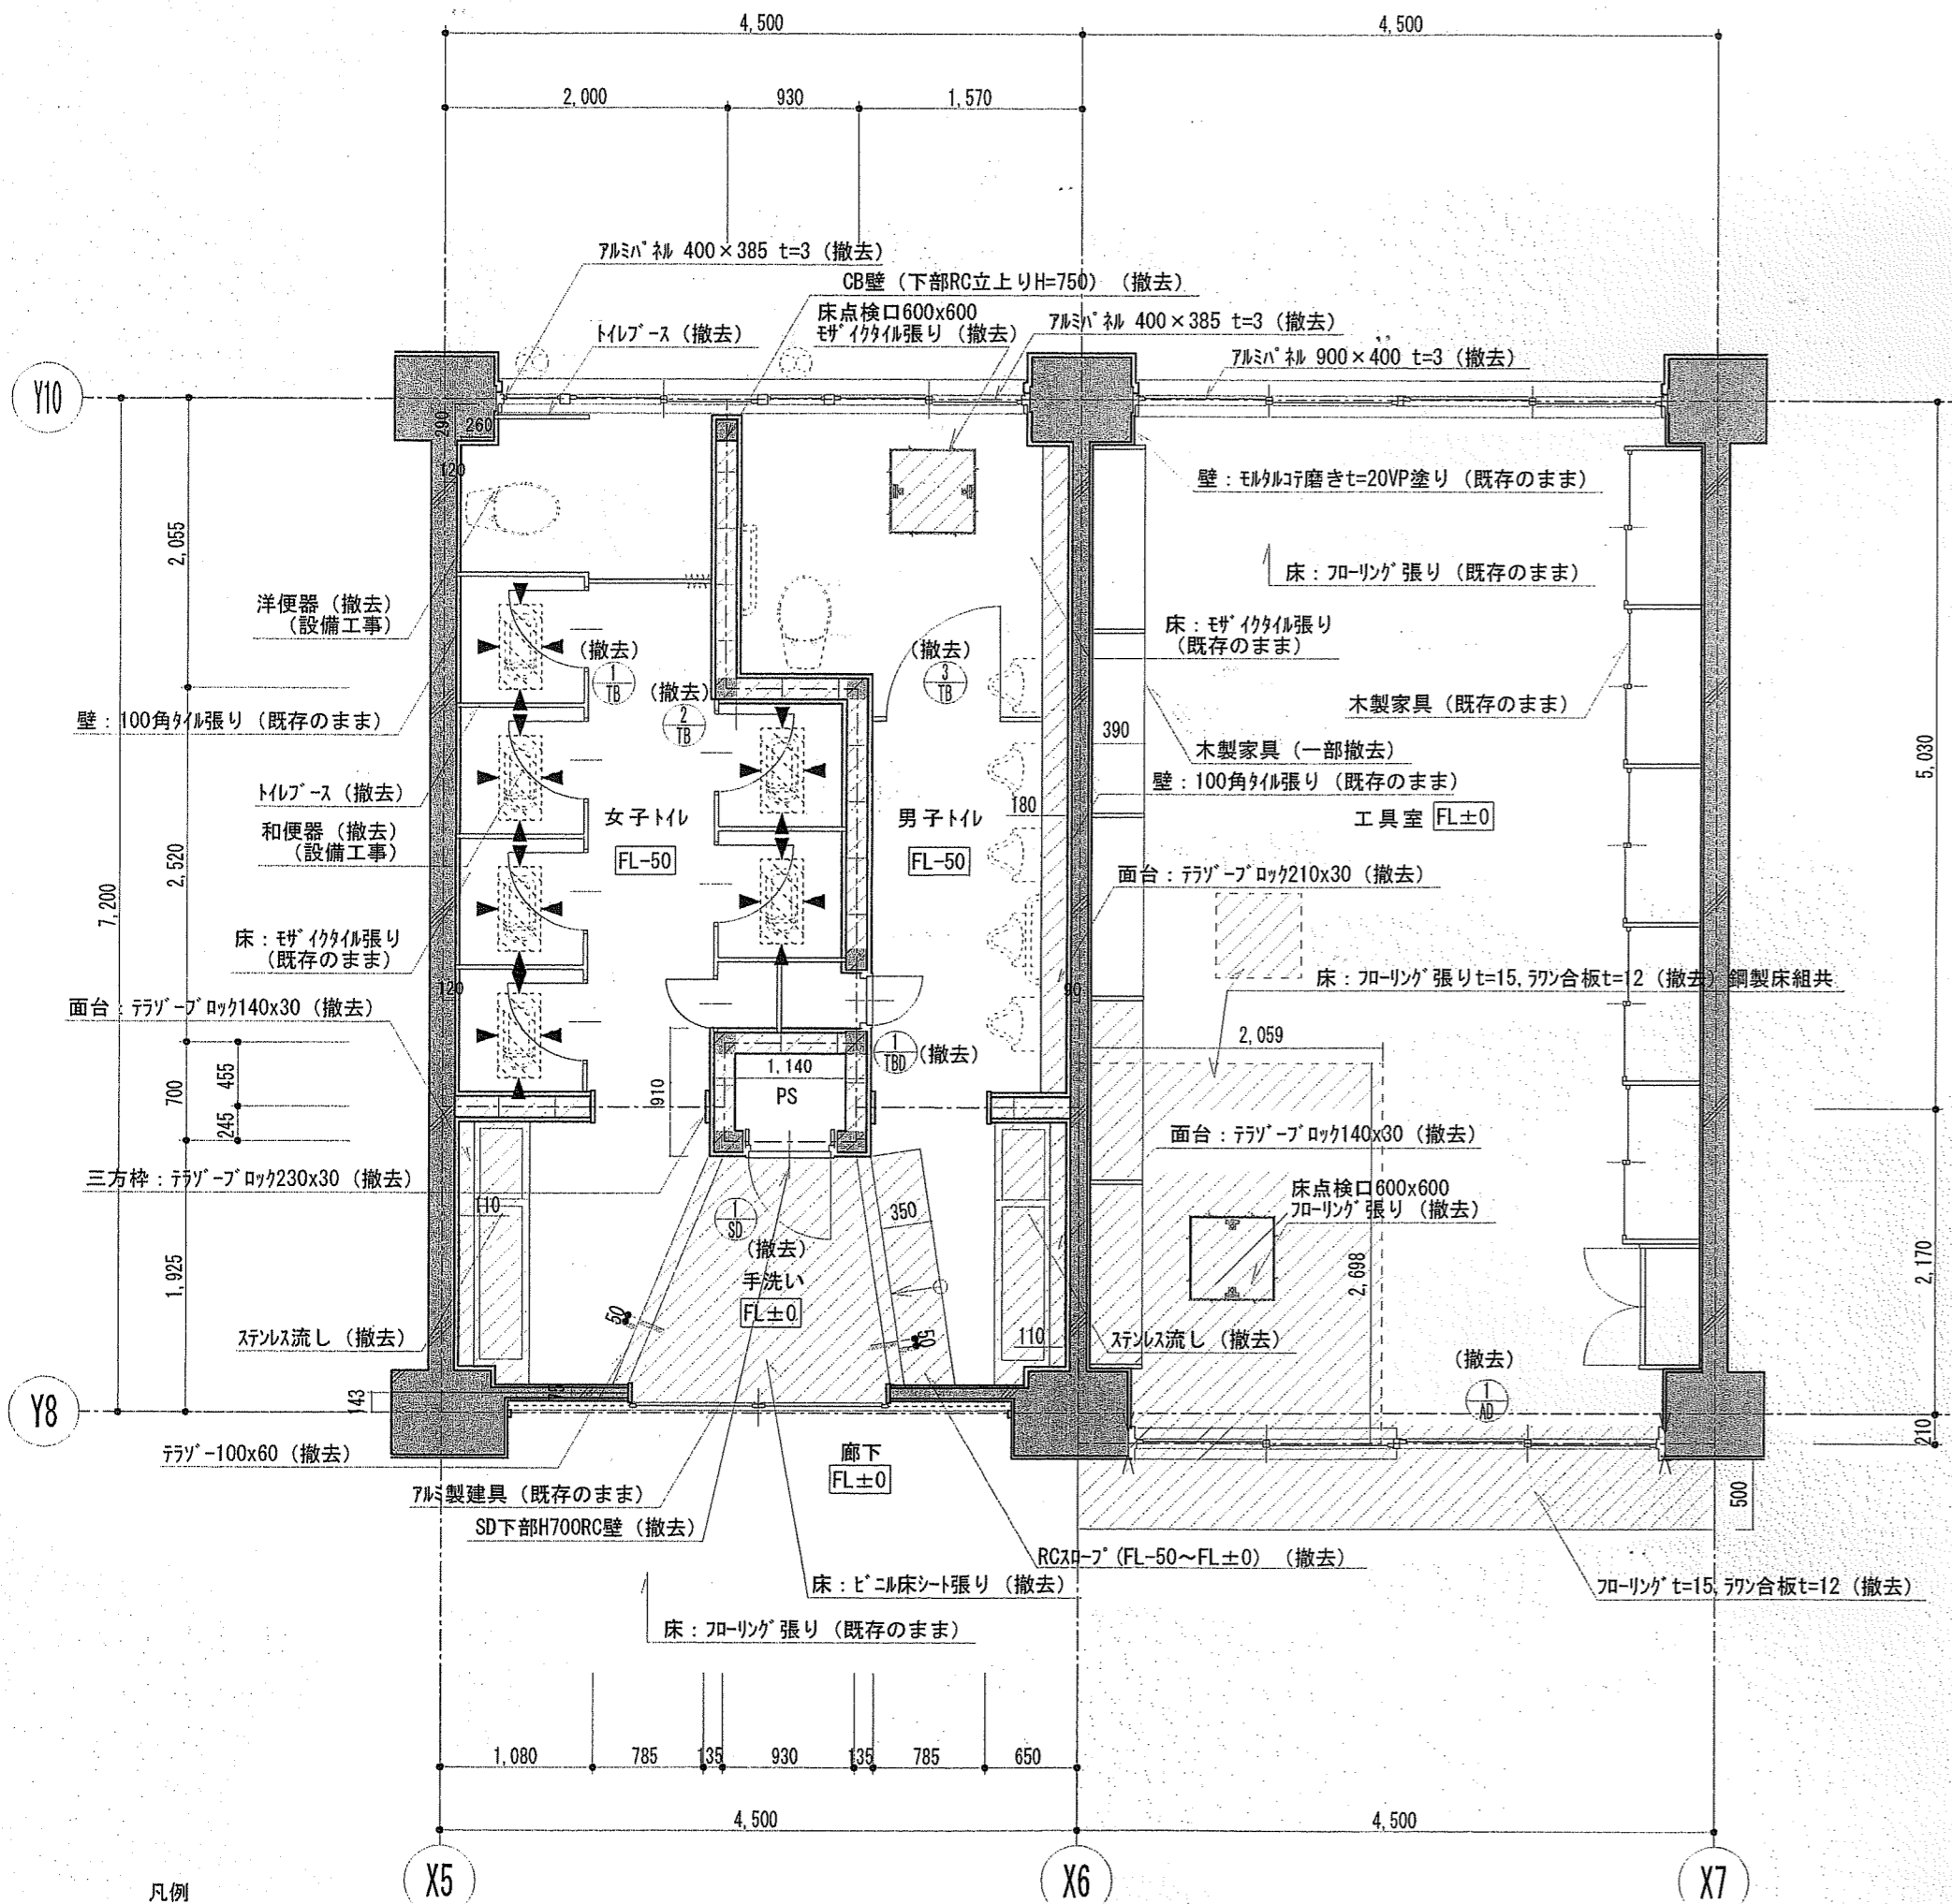 4,500
4,500
2,000
930
1,570
アルミパネル 400×385 t=3（撤去）
CB壁（下部RC立上りH=750）（撤去）
床点検口600x600
モザイクタイル張り（撤去）
アルミパネル 400×385 t=3（撤去）
トイレブース（撤去）
アルミパネル 900×400 t=3（撤去）
Y10
290
260
120
壁：モルタルコテ磨きt=20VP塗り（既存のまま）
2,055
床：フローリング張り（既存のまま）
洋便器（撤去）
（設備工事）
床：モザイクタイル張り
（既存のまま）
（撤去）
1
TB
（撤去）
2
TB
（撤去）
3
TB
壁：100角タイル張り（既存のまま）
木製家具（既存のまま）
390
木製家具（一部撤去）
5,030
壁：100角タイル張り（既存のまま）
トイレブース（撤去）
180
女子トイレ
FL-50
男子トイレ
FL-50
工具室 FL±0
和便器（撤去）
（設備工事）
2,520
7,200
面台：テラゾーブロック210x30（撤去）
床：モザイクタイル張り
（既存のまま）
床：フローリング張りt=15,ラワン合板t=12（撤去）鋼製床組共
120
90
面台：テラゾーブロック140x30（撤去）
2,059
1
TBD
（撤去）
455
700
245
910
1,140
PS
面台：テラゾーブロック140x30（撤去）
三方枠：テラゾーブロック230x30（撤去）
床点検口600x600
フローリング張り（撤去）
110
1
SD
（撤去）
350
手洗い
FL±0
2,698
2,170
1,925
50
50
ステンレス流し（撤去）
110
ステンレス流し（撤去）
（撤去）
1
AD
143
Y8
210
テラゾー100x60（撤去）
廊下
FL±0
アルミ製建具（既存のまま）
500
SD下部H700RC壁（撤去）
RCスロープ(FL-50～FL±0)（撤去）
床：ビニル床シート張り（撤去）
フローリングt=15,ラワン合板t=12（撤去）
床：フローリング張り（既存のまま）
1,080
785
135
930
135
785
650
4,500
4,500
X5
X6
X7
凡例